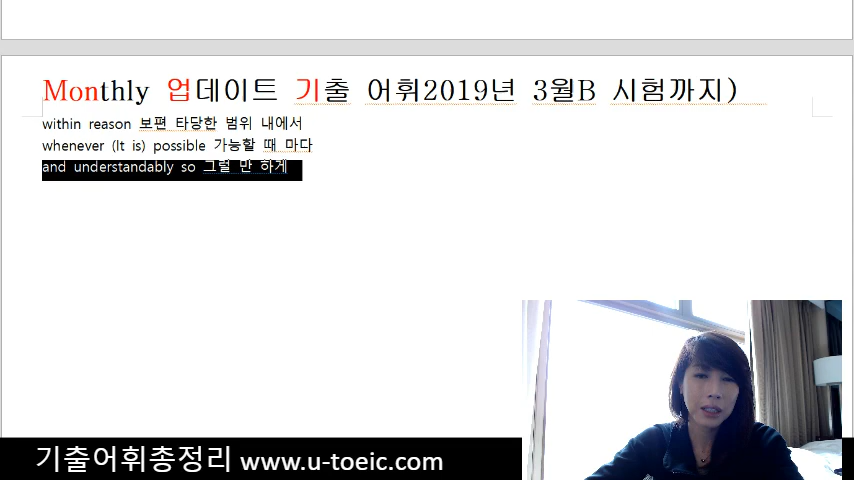 Monthly 업데이트 기출 어휘2019년 3월B 시험까지)
within reason 보편 타당한 범위 내에서
whenever (It is) possible 가능할 때 마다
and understandably so 그럴 만 하게
기출어휘총정리 www.u-toeic.com